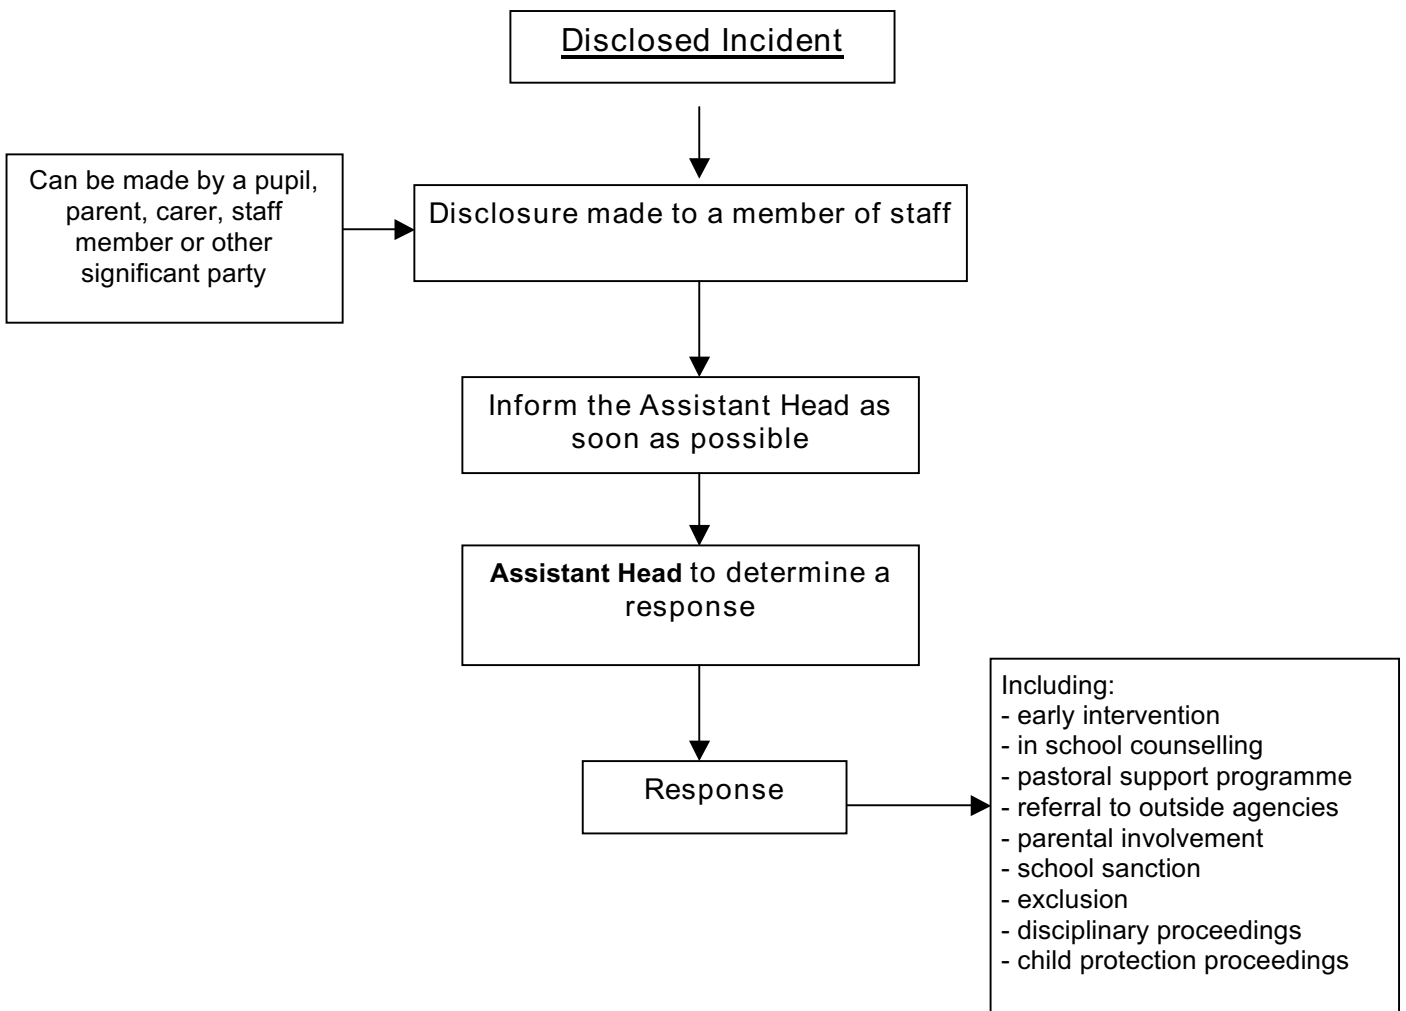 Disclosed Incident
Can be made by a pupil,
parent, carer, staff
member or other
significant party
Disclosure made to a member of staff
Inform the Assistant Head as
soon as possible
Assistant Head to determine a
response
Response
Including:
- early intervention
- in school counselling
- pastoral support programme
- referral to outside agencies
- parental involvement
- school sanction
- exclusion
- disciplinary proceedings
- child protection proceedings